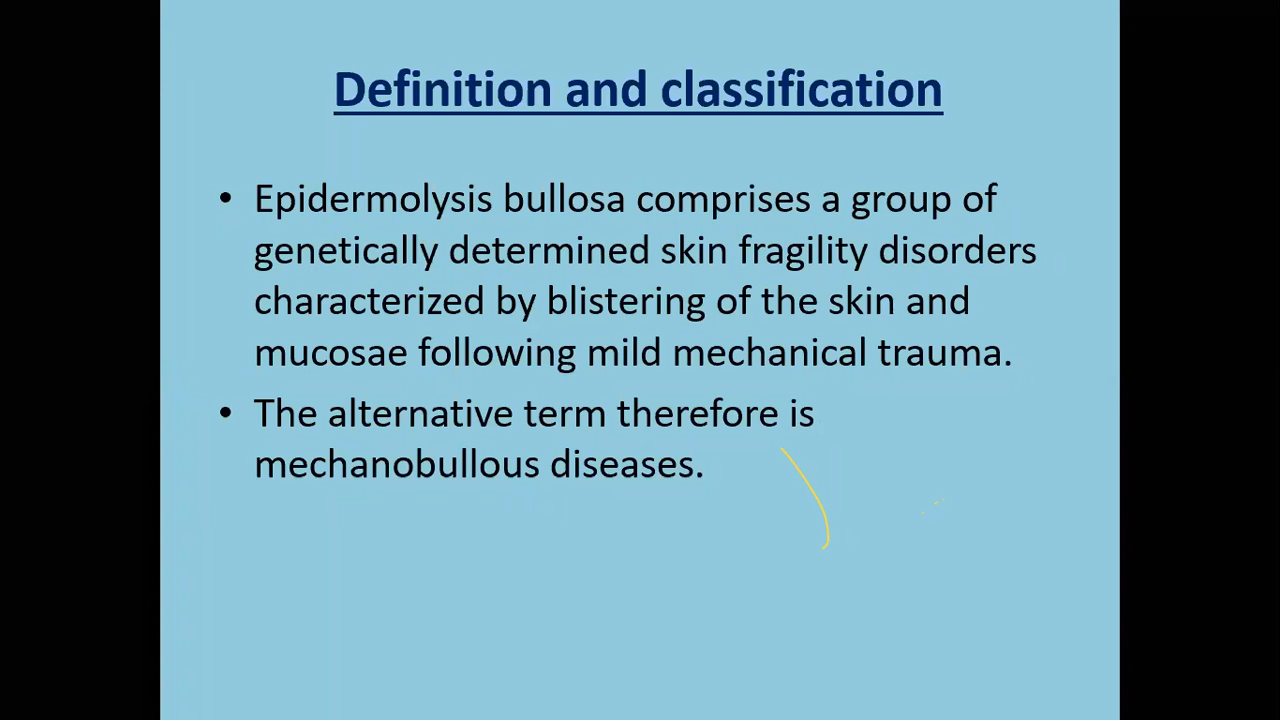 Definition and classification
• Epidermolysis bullosa comprises a group of
genetically determined skin fragility disorders
characterized by blistering of the skin and
mucosae following mild mechanical trauma.
• The alternative term therefore is
mechanobullous diseases.